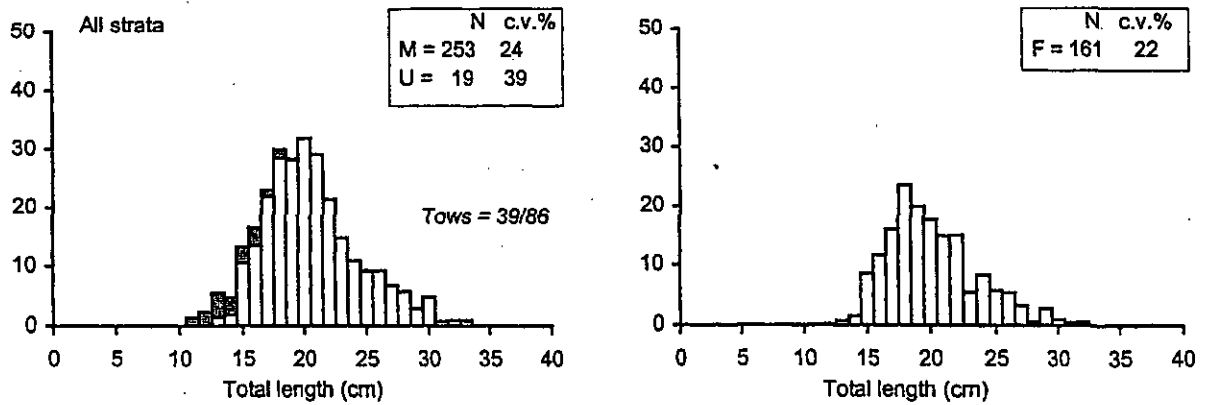 All strata
N c.v.%
M = 253 24
U = 19 39
Tows = 39/86
50
40
30
20
10
0
0 5 10 15 20 25 30 35 40
Total length (cm)
N c.v.%
F = 161 22
50
40
30
20
10
0
0 5 10 15 20 25 30 35 40
Total length (cm)